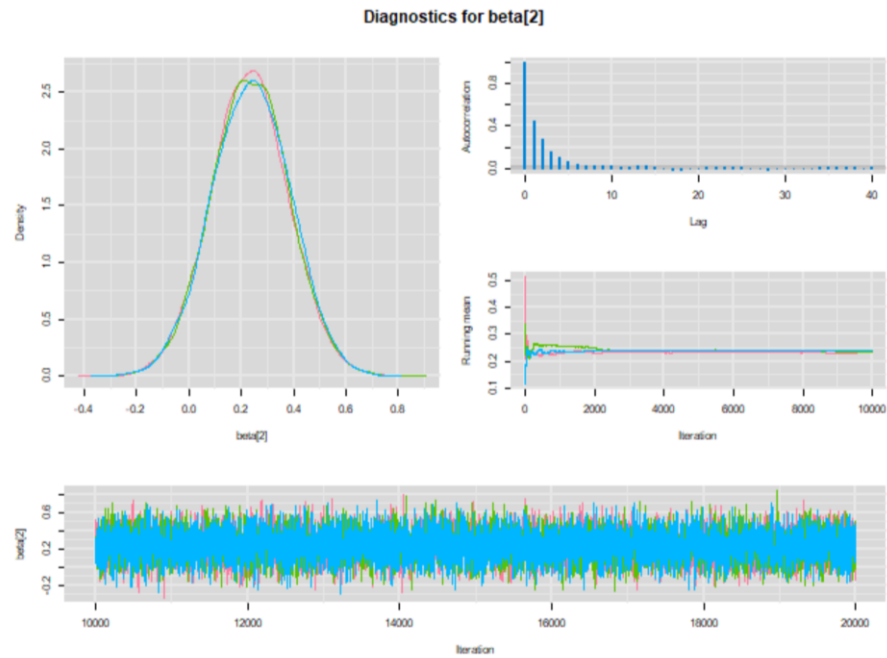 Diagnostics for beta[2]
Density
2.5
2.0
1.5
1.0
0.5
0.0
-0.4 0.0 0.2 0.4 0.6 0.8
beta[2]
Autocorrelation
0.8
0.4
0.0
0 10 20 30 40
Lag
Running mean
0.5
0.4
0.3
0.2
0.1
0 2000 4000 6000 8000 10000
Iteration
beta[2]
0.6
0.2
-0.2
10000 12000 14000 16000 18000 20000
Iteration